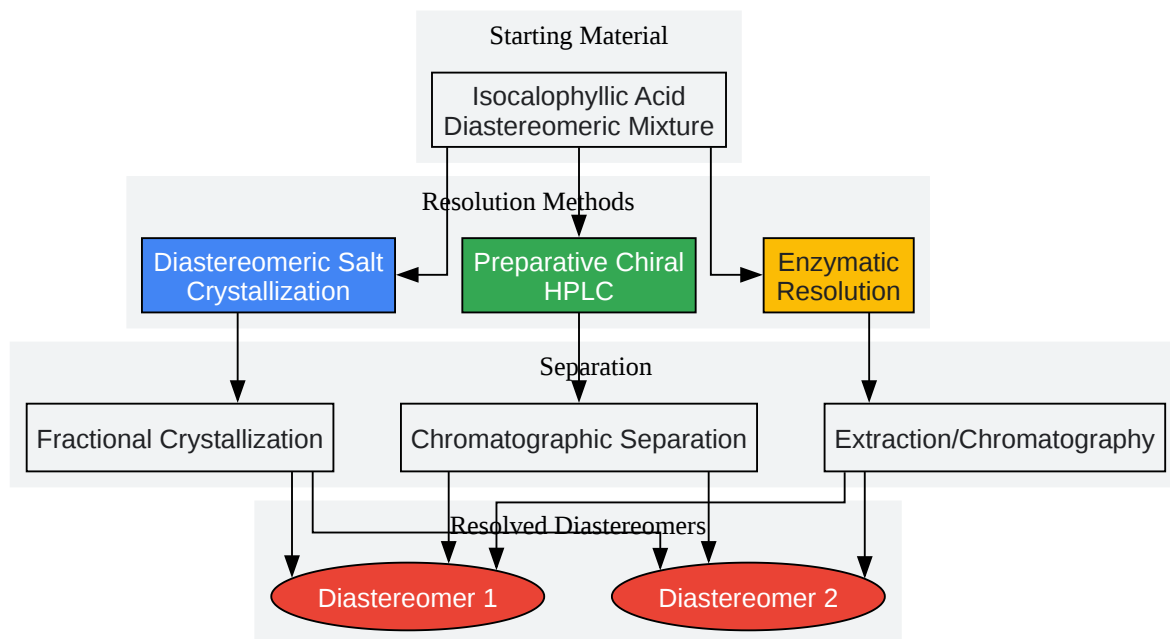 Starting Material
Isocalophyllic Acid
Diastereomeric Mixture
Resolution Methods
Diastereomeric Salt
Crystallization
Preparative Chiral
HPLC
Enzymatic
Resolution
Separation
Fractional Crystallization
Chromatographic Separation
Extraction/Chromatography
Resolved Diastereomers
Diastereomer 1
Diastereomer 2